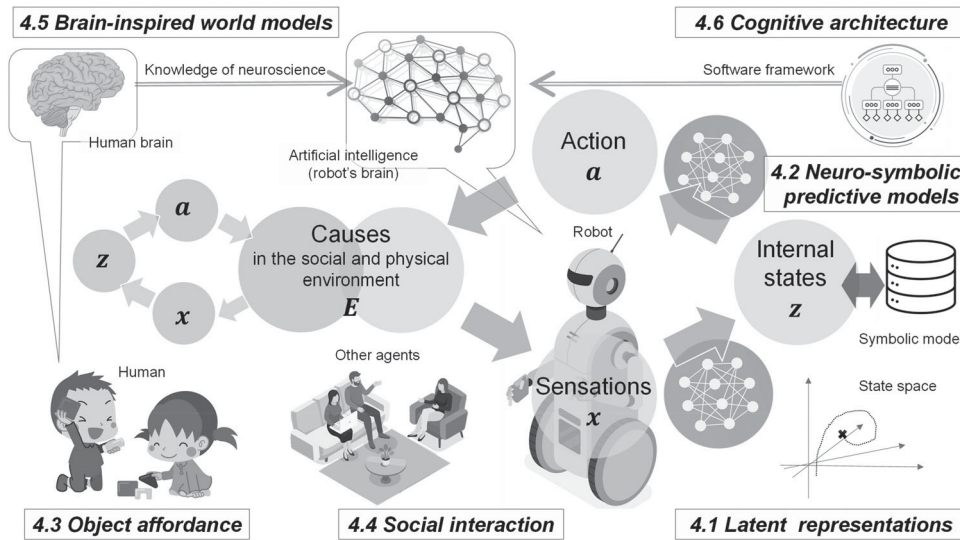 4.5 Brain-inspired world models
4.6 Cognitive architecture
Knowledge of neuroscience
Software framework
Human brain
Artificial intelligence
(robot's brain)
Action
a
4.2 Neuro-symbolic
predictive models
a
z
x
Causes
in the social and physical
environment
E
Robot
Internal
states
z
Symbolic mode
Human
Other agents
Sensations
x
State space
4.3 Object affordance
4.4 Social interaction
4.1 Latent representations